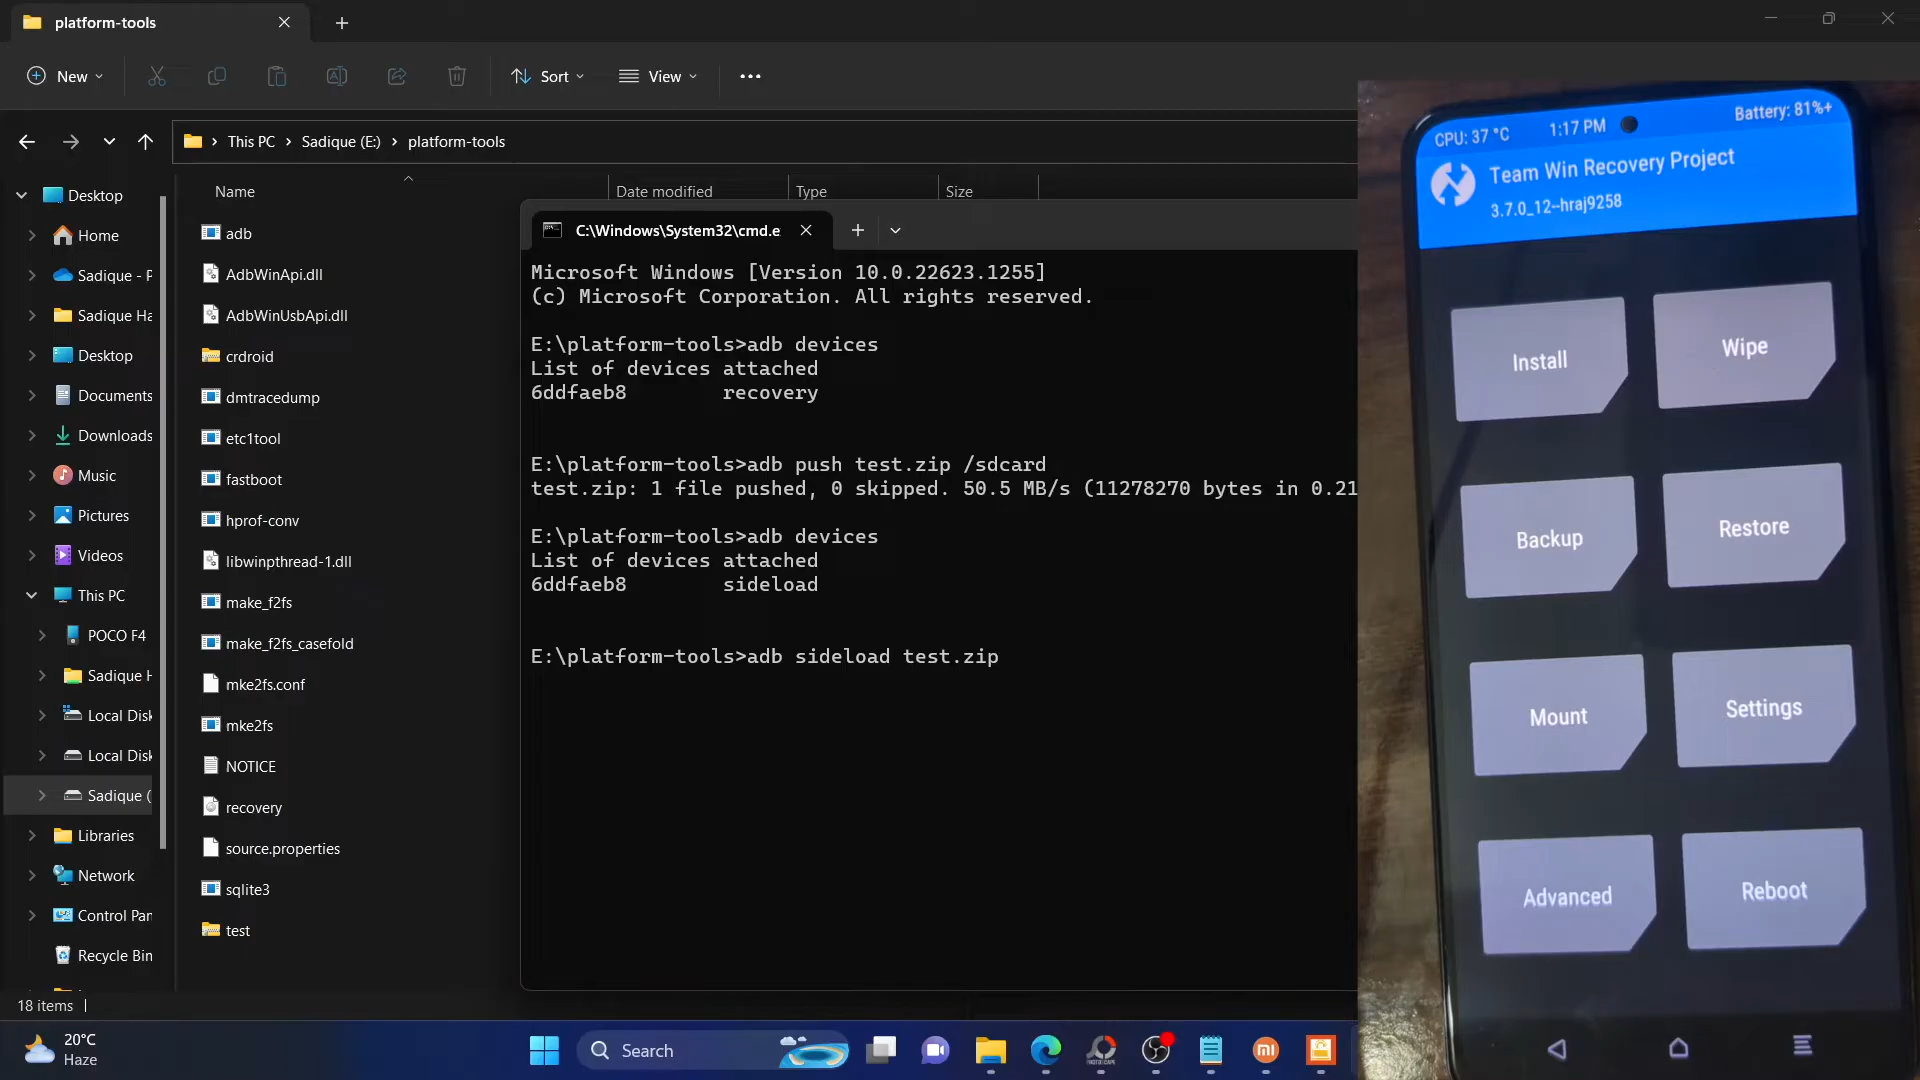 platform-tools
New
Sort
View
This PC
Sadique (E:)
platform-tools
Name
Date modified
Type
Size
Desktop
Home
Sadique - P
Sadique Ha
Desktop
Documents
Downloads
Music
Pictures
Videos
This PC
POCO F4
Sadique H
Local Disk
Local Disk
Sadique (
Libraries
Network
Control Pan
Recycle Bin
adb
AdbWinApi.dll
AdbWinUsbApi.dll
crdroid
dmtracedump
etc1tool
fastboot
hprof-conv
libwinpthread-1.dll
make_f2fs
make_f2fs_casefold
mke2fs.conf
mke2fs
NOTICE
recovery
source.properties
sqlite3
test
18 items
C:\Windows\System32\cmd.e
Microsoft Windows [Version 10.0.22623.1255]
(c) Microsoft Corporation. All rights reserved.
E:\platform-tools>adb devices
List of devices attached
6ddfaeb8 recovery
E:\platform-tools>adb push test.zip /sdcard
test.zip: 1 file pushed, 0 skipped. 50.5 MB/s (11278270 bytes in 0.21
E:\platform-tools>adb devices
List of devices attached
6ddfaeb8 sideload
E:\platform-tools>adb sideload test.zip
CPU: 37 °C 1:17 PM Battery: 81%+
Team Win Recovery Project
3.7.0_12--hraj9258
Install
Wipe
Backup
Restore
Mount
Settings
Advanced
Reboot
20°C
Haze
Search
mi